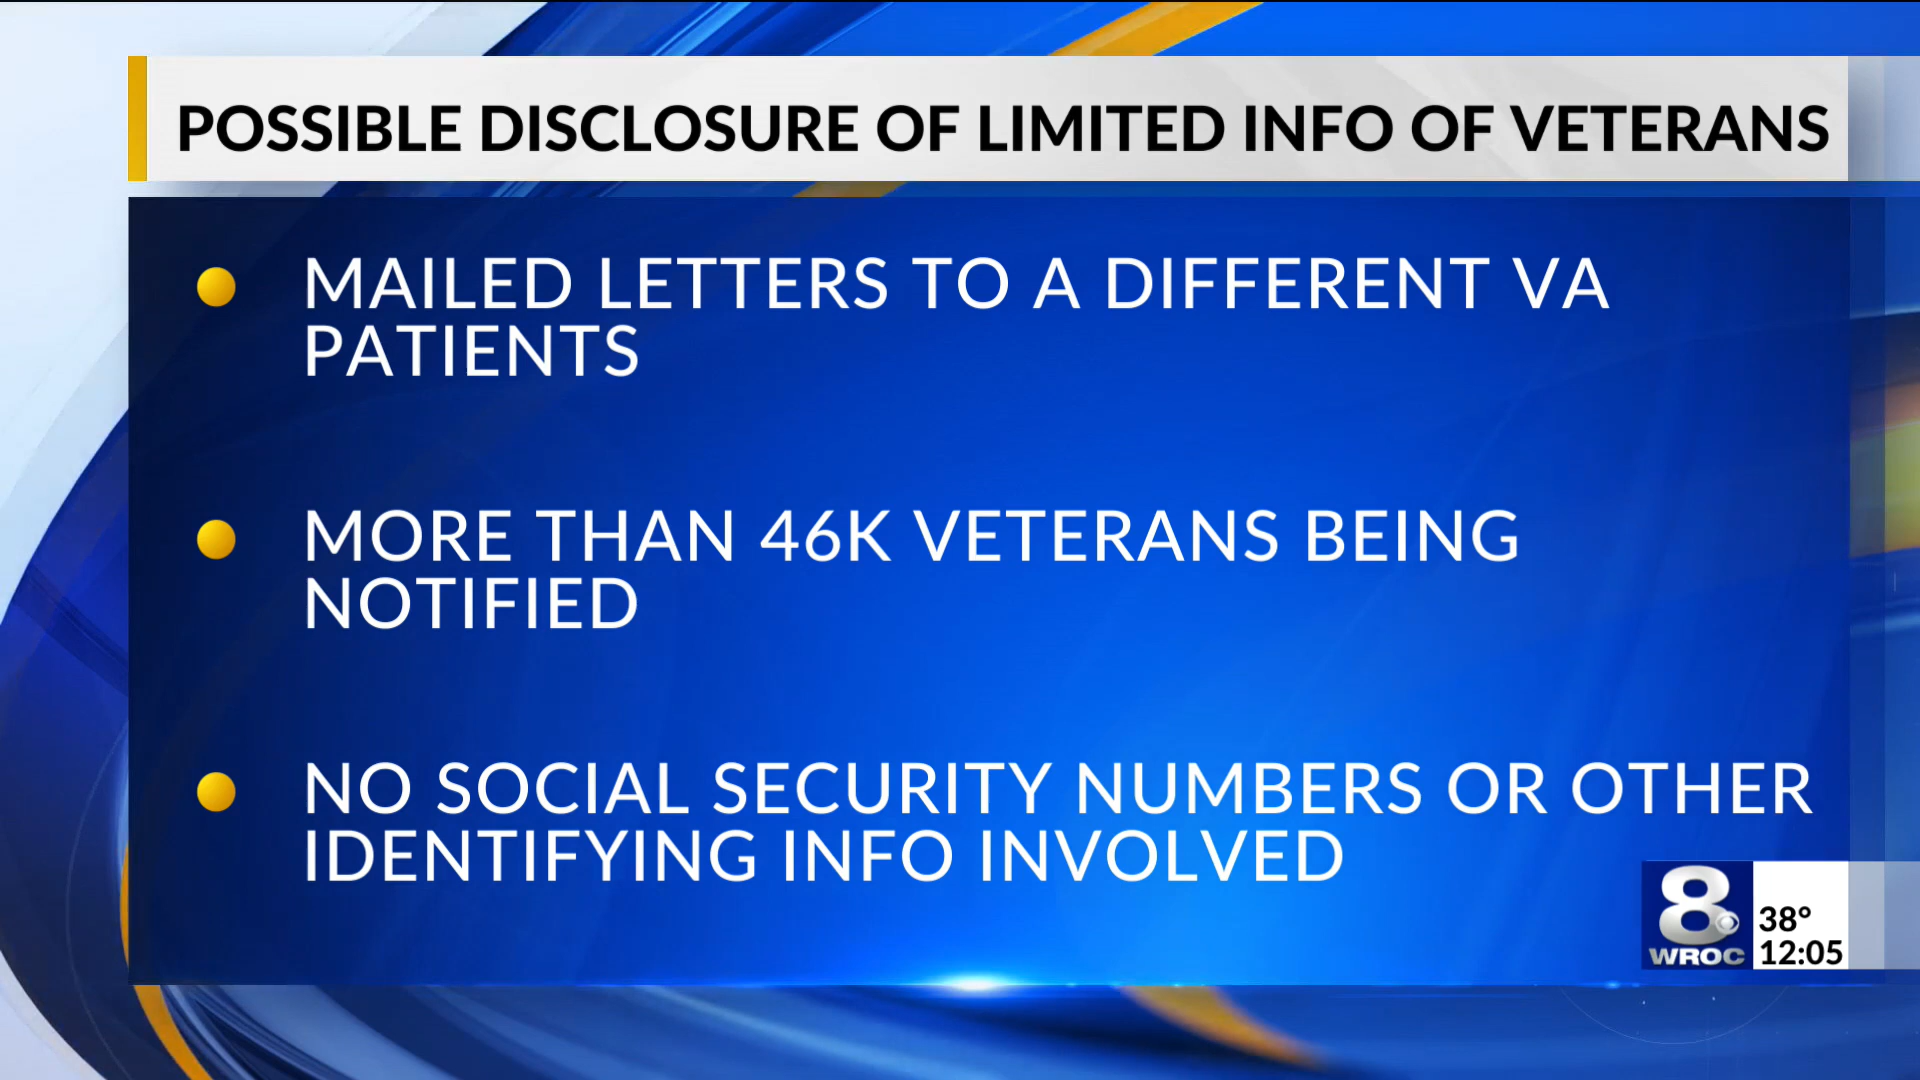 POSSIBLE DISCLOSURE OF LIMITED INFO OF VETERANS
MAILED LETTERS TO A DIFFERENT VA
PATIENTS
MORE THAN 46K VETERANS BEING
NOTIFIED
NO SOCIAL SECURITY NUMBERS OR OTHER
IDENTIFYING INFO INVOLVED
8
WROC
38°
12:05